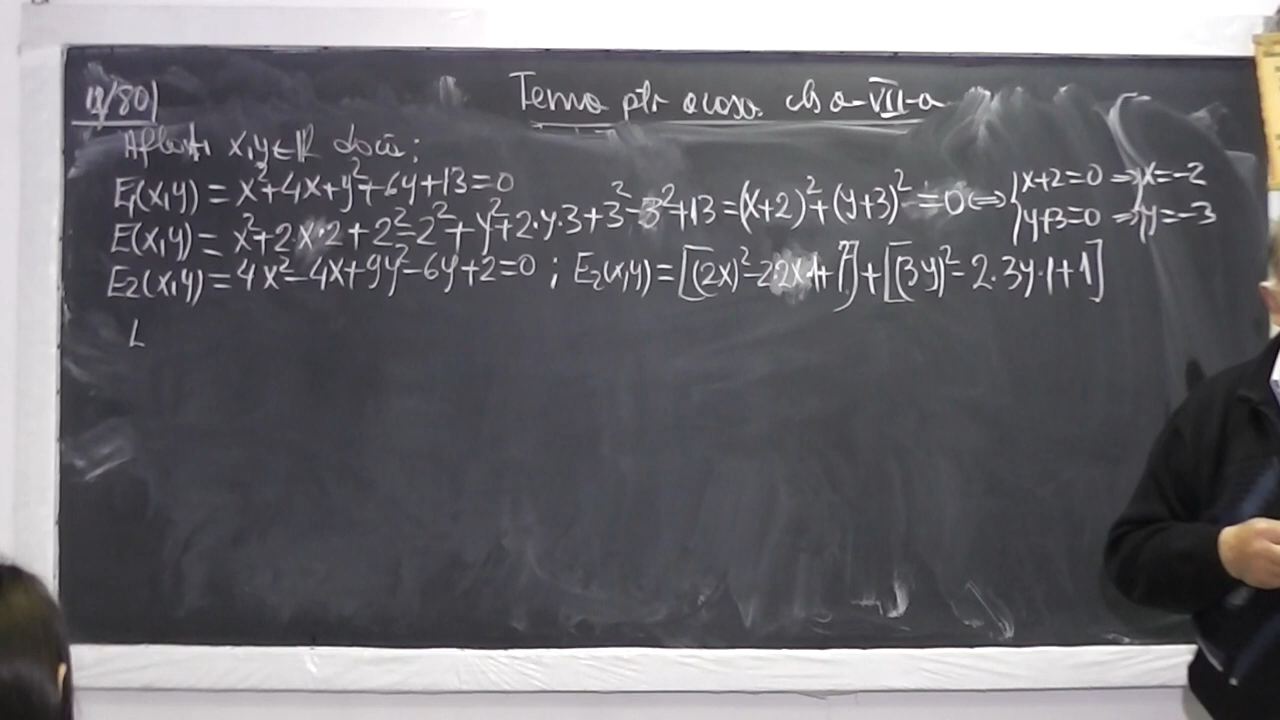 11/80)
Temă ptr acasă cls a-VII-a
Aflați x,y∈ℝ dacă:
E₁(x,y) = x²+4x+y²+6y+13=0
E(x,y) = x²+2·x·2+2²-2²+y²+2·y·3+3²-3²+13 = (x+2)²+(y+3)² = 0 ⇔ { x+2=0 ⇒ { x=-2
y+3=0 ⇒ y=-3
E₂(x,y) = 4x²-4x+9y²-6y+2=0 ; E₂(x,y) = [(2x)²-2·2x·1+1²]+[(3y)²-2·3y·1+1]